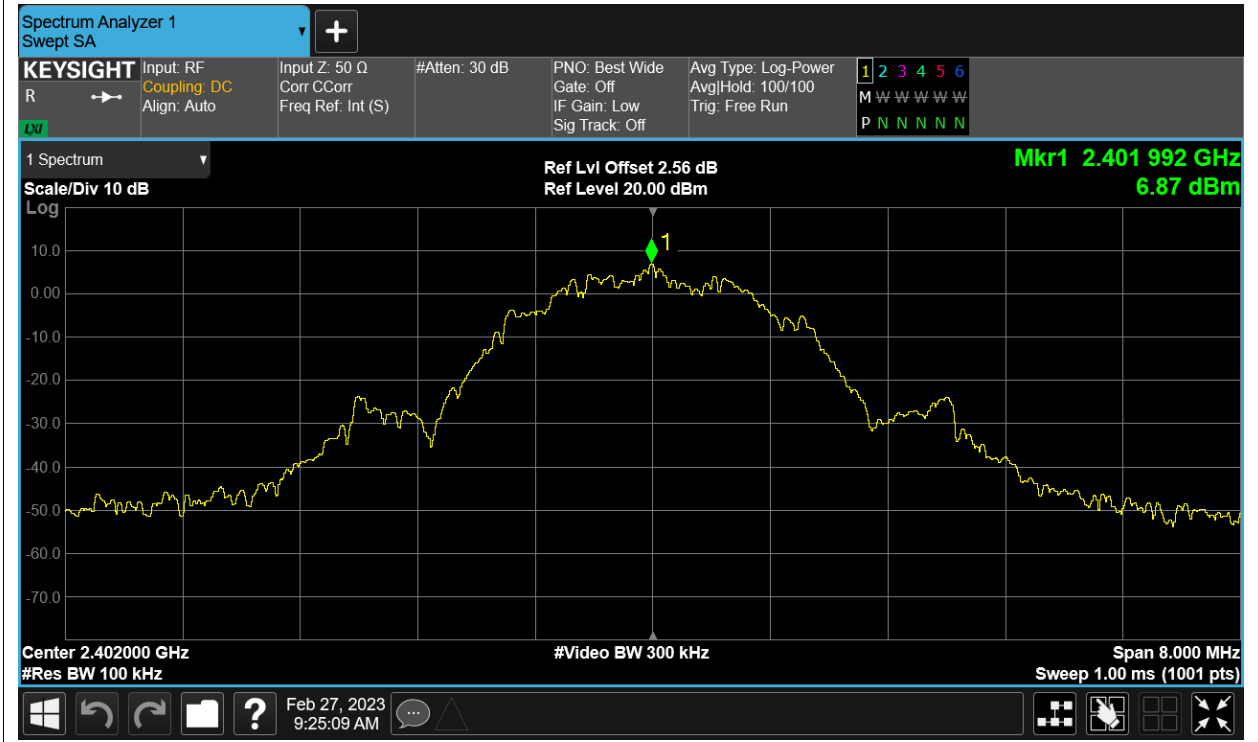 Spectrum Analyzer 1
Swept SA
+
KEYSIGHT
R
LXI
Input: RF
Coupling: DC
Align: Auto
Input Z: 50 Ω
Corr CCorr
Freq Ref: Int (S)
#Atten: 30 dB
PNO: Best Wide
Gate: Off
IF Gain: Low
Sig Track: Off
Avg Type: Log-Power
Avg|Hold: 100/100
Trig: Free Run
1 2 3 4 5 6
M W W W W W
P N N N N N
1 Spectrum
Scale/Div 10 dB
Log
Ref Lvl Offset 2.56 dB
Ref Level 20.00 dBm
Mkr1 2.401 992 GHz
6.87 dBm
1
10.0
0.00
-10.0
-20.0
-30.0
-40.0
-50.0
-60.0
-70.0
Center 2.402000 GHz
#Res BW 100 kHz
#Video BW 300 kHz
Span 8.000 MHz
Sweep 1.00 ms (1001 pts)
?
Feb 27, 2023
9:25:09 AM